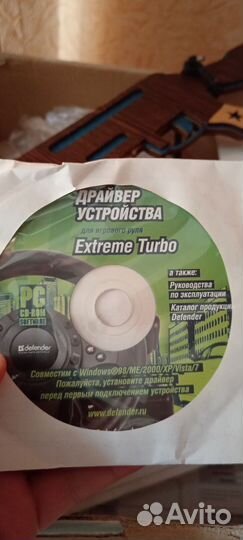 ДРАЙВЕР
УСТРОЙСТВА
для игрового руля
Extreme Turbo
а также:
Руководства
по эксплуатации
Каталог продукции
Defender
PC
CD-ROM
SOFTWARE
defender
Совместим с Windows®98/ME/2000/XP/Vista/7
Пожалуйста, установите драйвер
перед первым подключением устройства
www.defender.ru
Avito